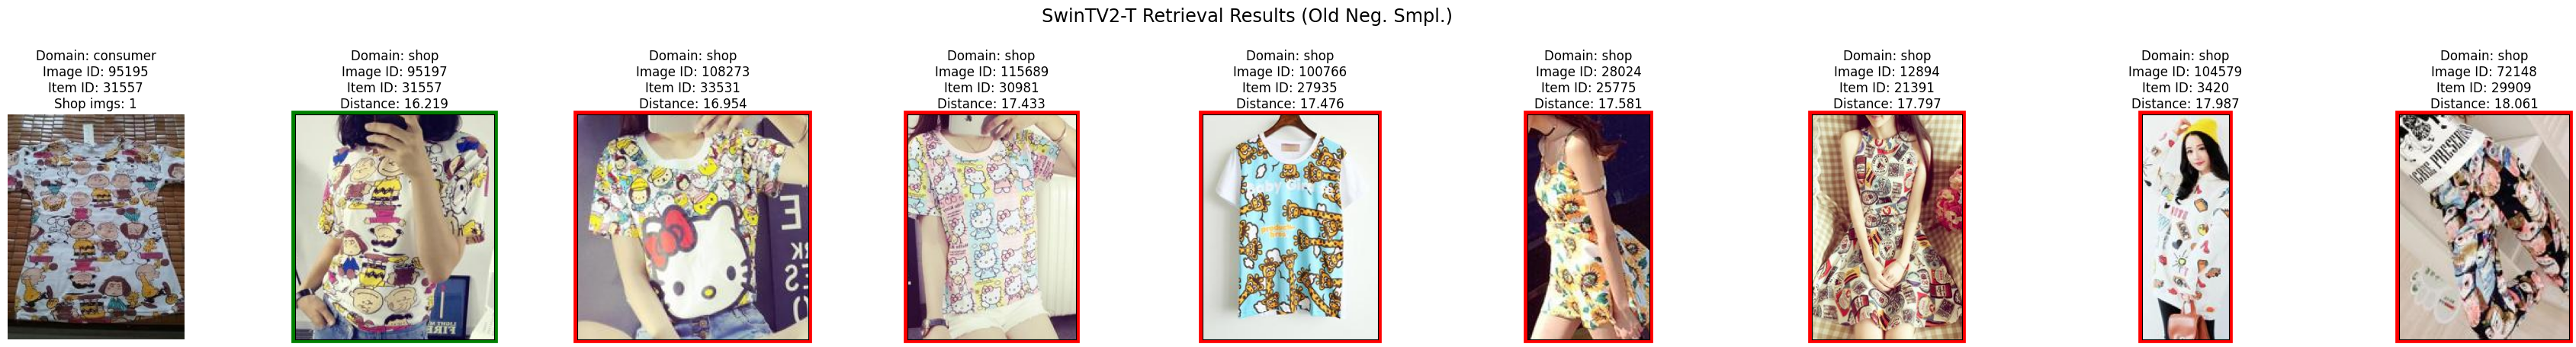 SwinTV2-T Retrieval Results (Old Neg. Smpl.)
Domain: consumer
Image ID: 95195
Item ID: 31557
Shop imgs: 1
Domain: shop
Image ID: 95197
Item ID: 31557
Distance: 16.219
Domain: shop
Image ID: 108273
Item ID: 33531
Distance: 16.954
Domain: shop
Image ID: 115689
Item ID: 30981
Distance: 17.433
Domain: shop
Image ID: 100766
Item ID: 27935
Distance: 17.476
Domain: shop
Image ID: 28024
Item ID: 25775
Distance: 17.581
Domain: shop
Image ID: 12894
Item ID: 21391
Distance: 17.797
Domain: shop
Image ID: 104579
Item ID: 3420
Distance: 17.987
Domain: shop
Image ID: 72148
Item ID: 29909
Distance: 18.061